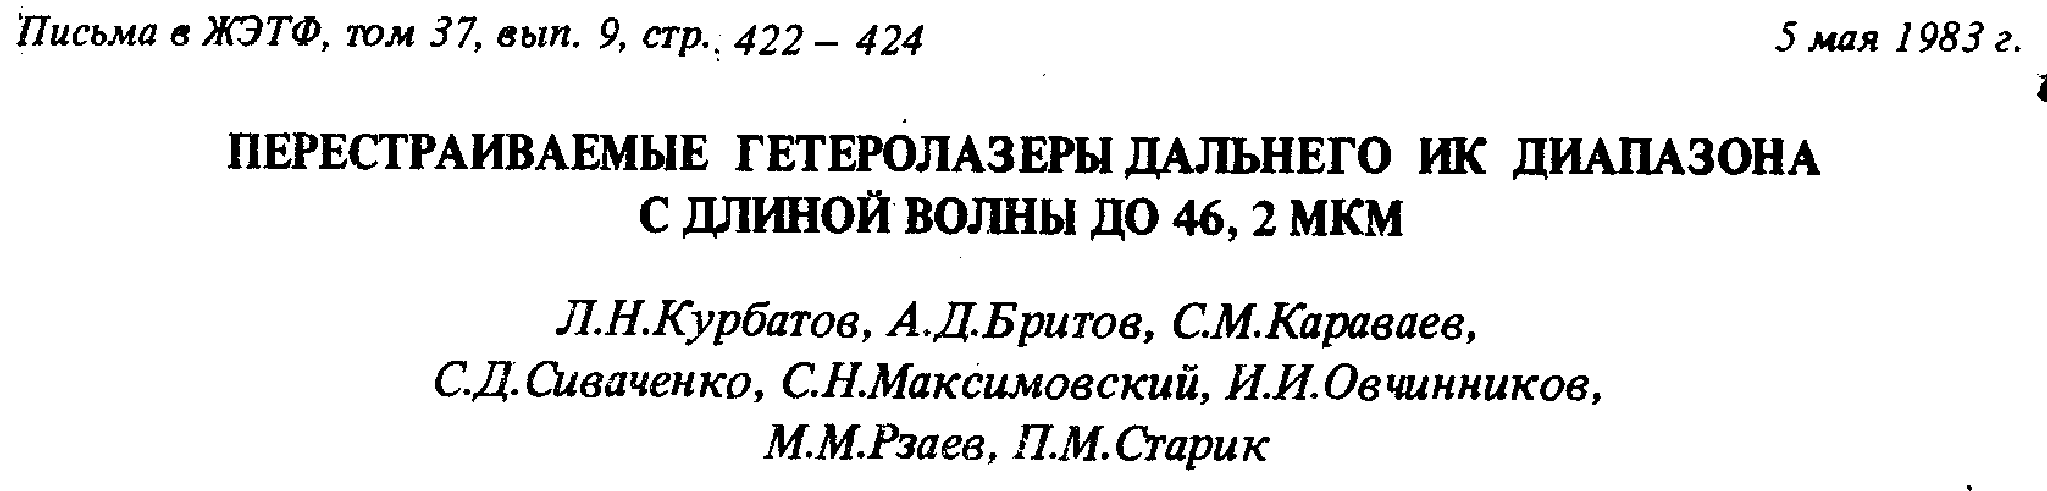 Письма в ЖЭТФ, том 37, вып. 9, стр. 422 – 424 5 мая 1983 г.
ПЕРЕСТРАИВАЕМЫЕ ГЕТЕРОЛАЗЕРЫ ДАЛЬНЕГО ИК ДИАПАЗОНА
С ДЛИНОЙ ВОЛНЫ ДО 46, 2 МКМ
Л.Н.Курбатов, А.Д.Бритов, С.М.Караваев,
С.Д.Сиваченко, С.Н.Максимовский, И.И.Овчинников,
М.М.Рзаев, П.М.Старик